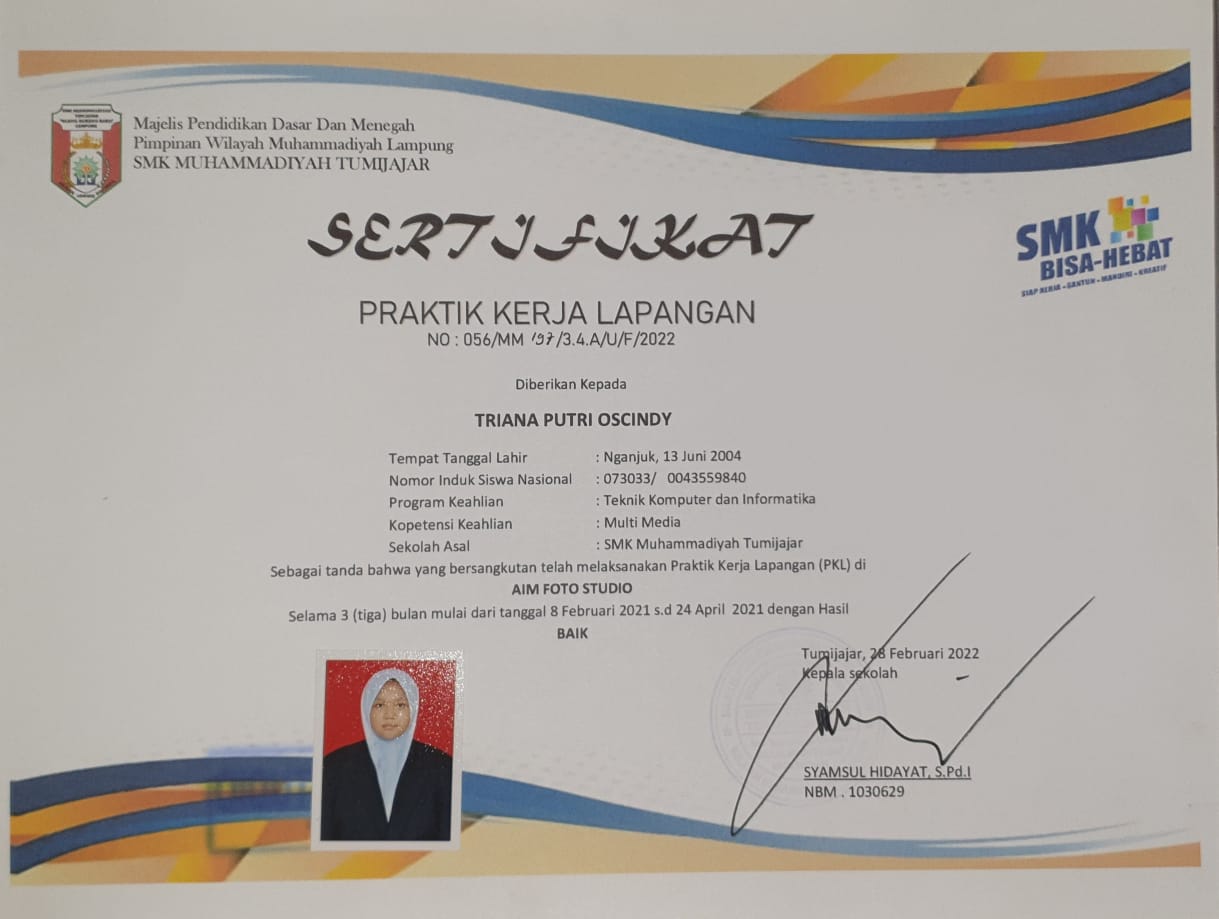 Majelis Pendidikan Dasar Dan Menegah
Pimpinan Wilayah Muhammadiyah Lampung
SMK MUHAMMADIYAH TUMIJAJAR
SERTIFIKAT
SMK
BISA-HEBAT
SIAP KERJA - SANTUN - MANDIRI - KREATIF
PRAKTIK KERJA LAPANGAN
NO : 056/MM 197/3.4.A/U/F/2022
Diberikan Kepada
TRIANA PUTRI OSCINDY
Tempat Tanggal Lahir : Nganjuk, 13 Juni 2004
Nomor Induk Siswa Nasional : 073033/ 0043559840
Program Keahlian : Teknik Komputer dan Informatika
Kopetensi Keahlian : Multi Media
Sekolah Asal : SMK Muhammadiyah Tumijajar
Sebagai tanda bahwa yang bersangkutan telah melaksanakan Praktik Kerja Lapangan (PKL) di
AIM FOTO STUDIO
Selama 3 (tiga) bulan mulai dari tanggal 8 Februari 2021 s.d 24 April 2021 dengan Hasil
BAIK
Tumijajar, 28 Februari 2022
Kepala sekolah
SYAMSUL HIDAYAT, S.Pd.I
NBM . 1030629